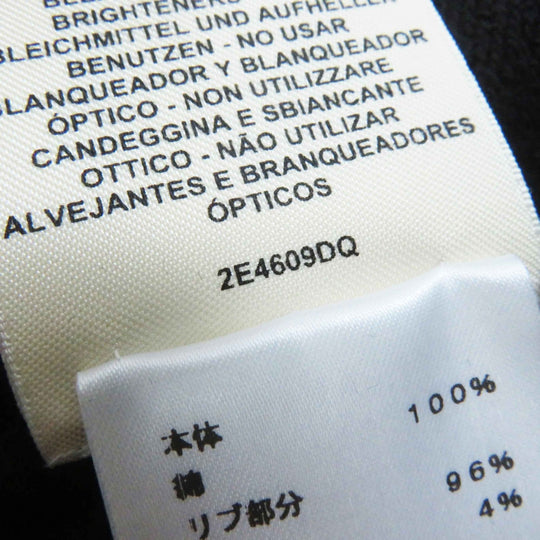 BRIGHTENERS
BLEICHMITTEL UND AUFHELLER
BENUTZEN - NO USAR
BLANQUEADOR Y BLANQUEADOR
ÓPTICO - NON UTILIZZARE
CANDEGGINA E SBIANCANTE
OTTICO - NÃO UTILIZAR
ALVEJANTES E BRANQUEADORES
ÓPTICOS
2E4609DQ
本体 100%
綿 96%
リブ部分 4%